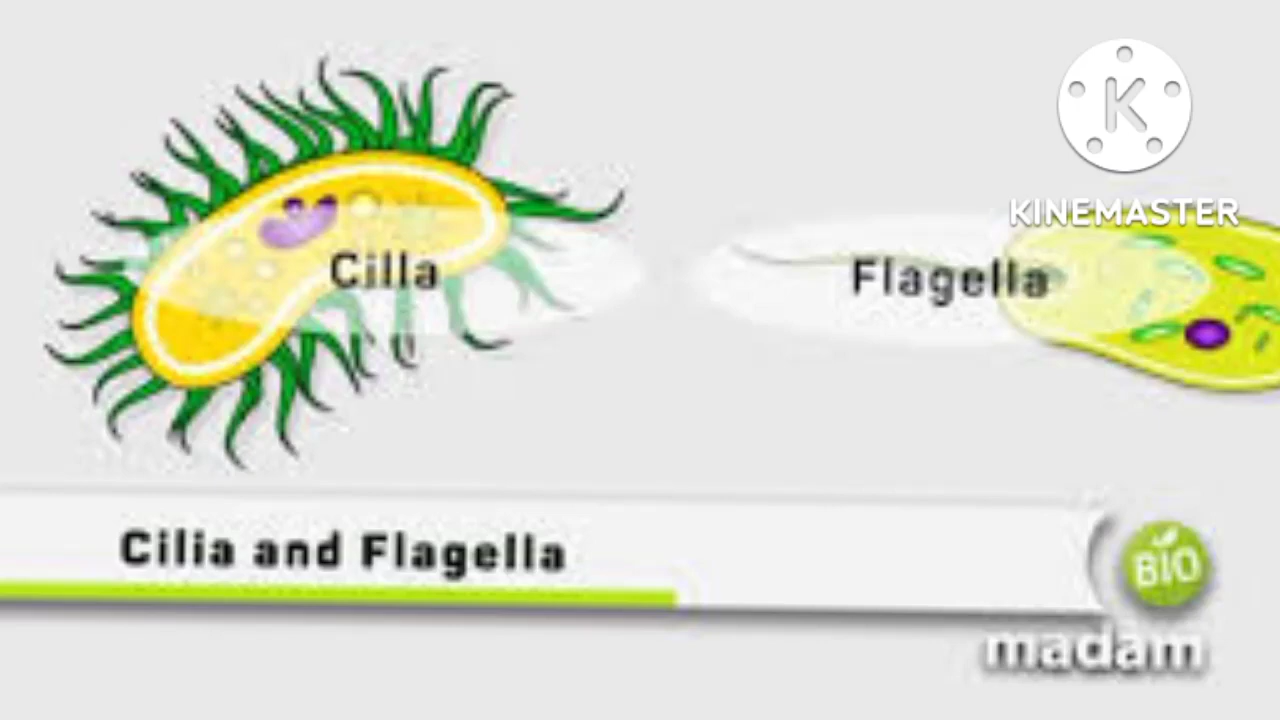 KINEMASTER
Cilla
Flagella
Cilia and Flagella
BIO
madam